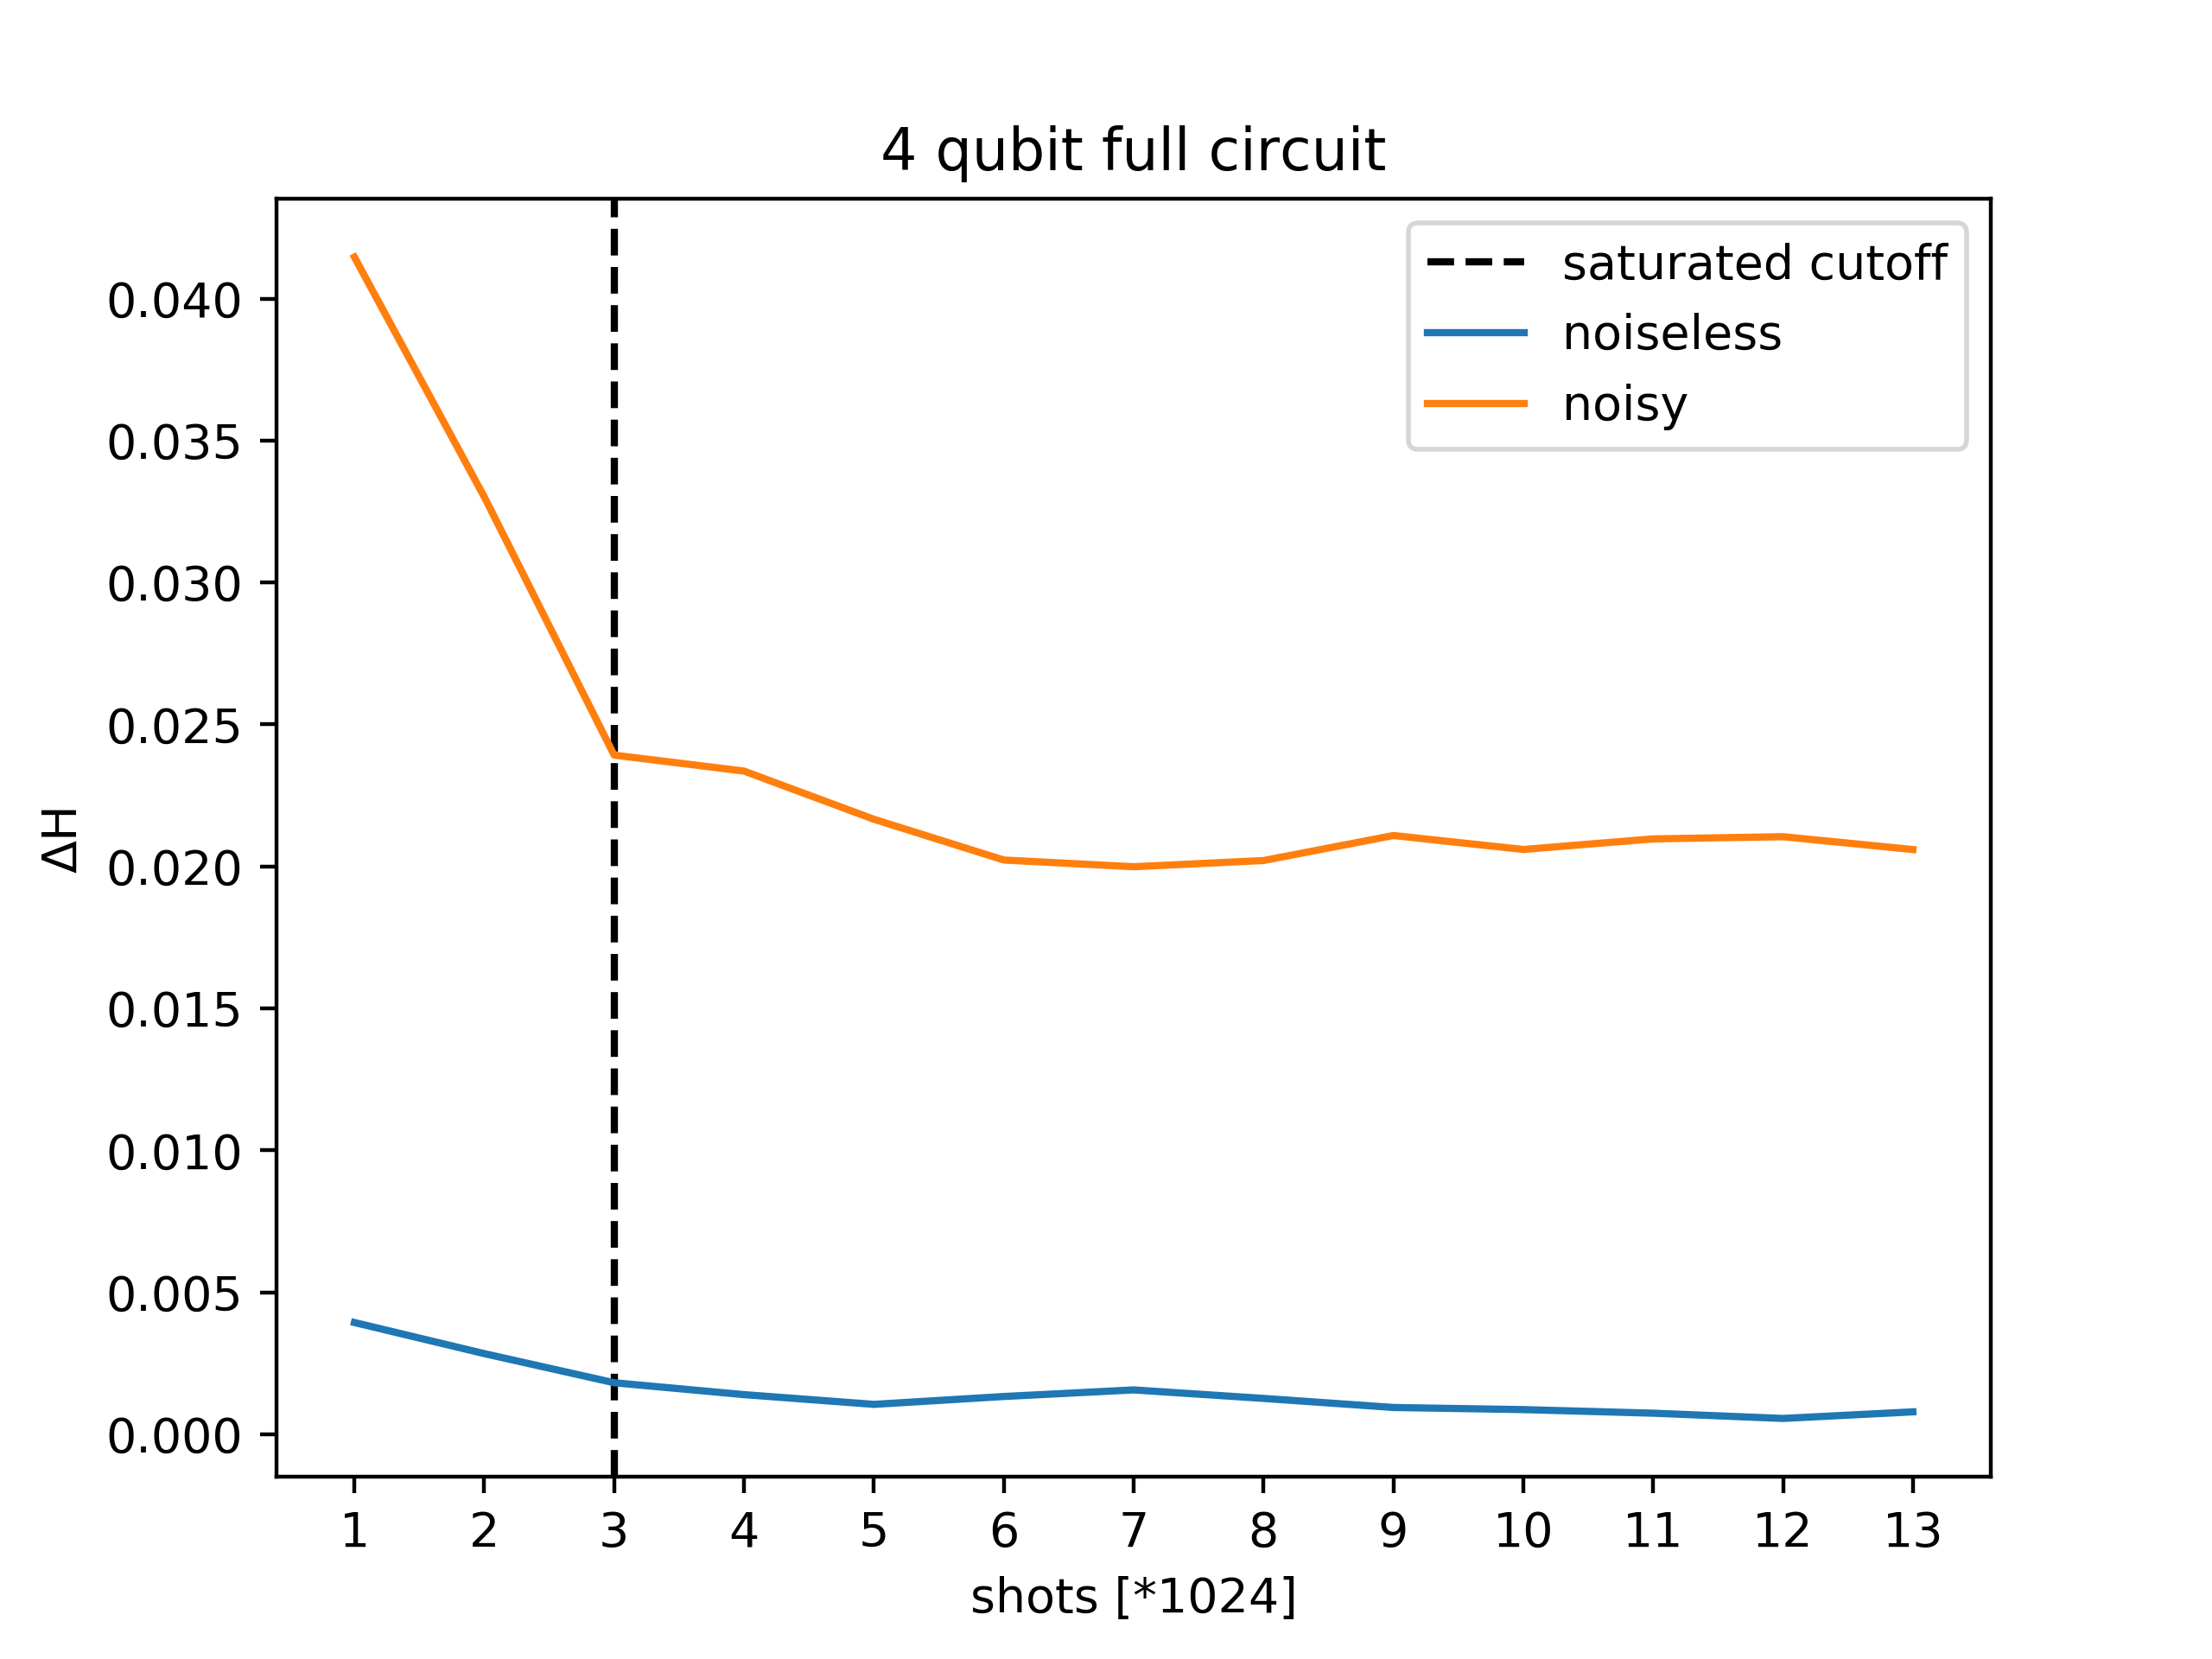 4 qubit full circuit
saturated cutoff
noiseless
noisy
0.040
0.035
0.030
0.025
0.020
0.015
0.010
0.005
0.000
ΔH
1 2 3 4 5 6 7 8 9 10 11 12 13
shots [*1024]